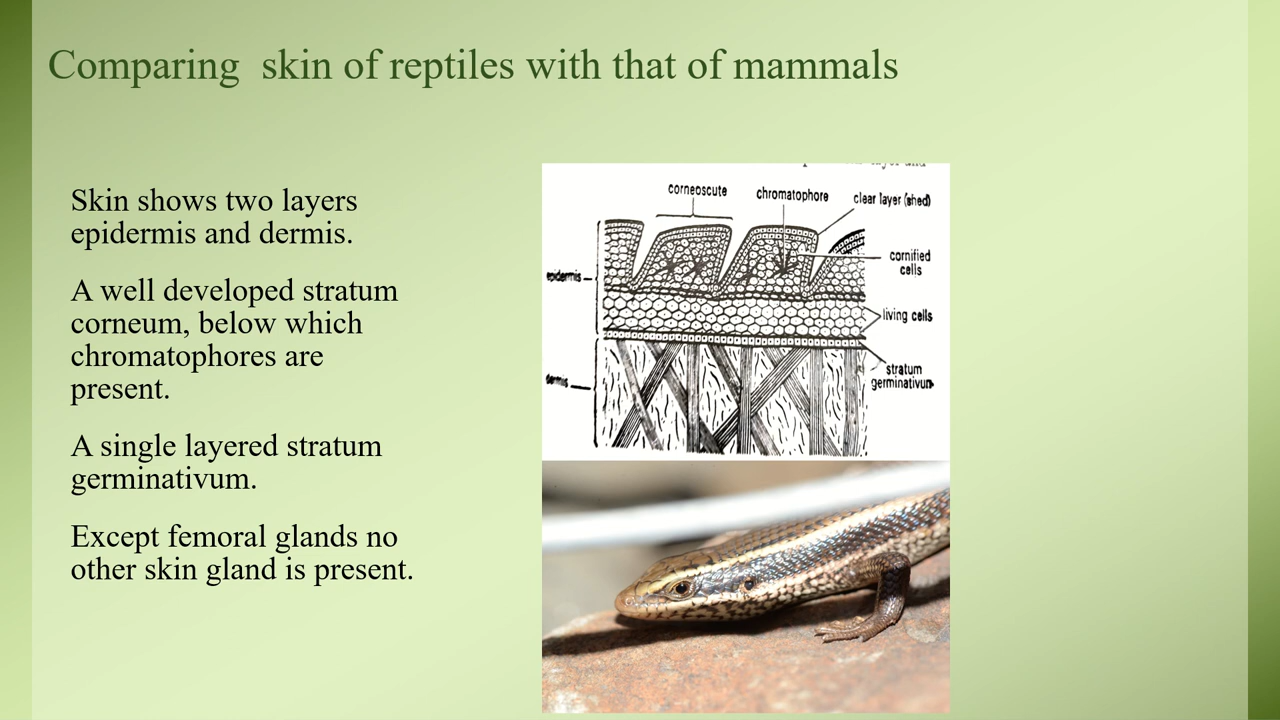 Comparing  skin of reptiles with that of mammals
Skin shows two layers
epidermis and dermis.
A well developed stratum
corneum, below which
chromatophores are
present.
A single layered stratum
germinativum.
Except femoral glands no
other skin gland is present.
corneoscute
chromatophore
clear layer (shed)
epidermis
cornified
cells
living cells
stratum
germinativum